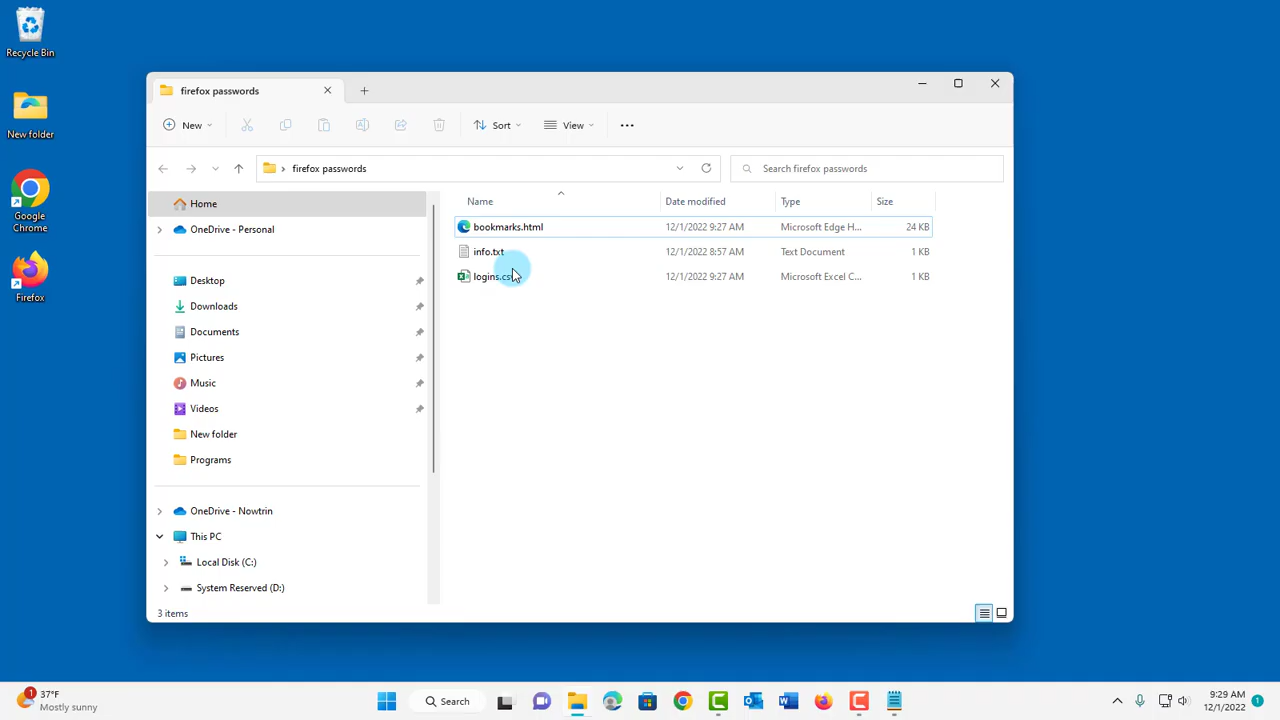 Recycle Bin
New folder
Google
Chrome
Firefox
firefox passwords
New
Sort
View
firefox passwords
Search firefox passwords
Home
OneDrive - Personal
Desktop
Downloads
Documents
Pictures
Music
Videos
New folder
Programs
OneDrive - Nowtrin
This PC
Local Disk (C:)
System Reserved (D:)
Name Date modified Type Size
bookmarks.html 12/1/2022 9:27 AM Microsoft Edge H... 24 KB
info.txt 12/1/2022 8:57 AM Text Document 1 KB
logins.csv 12/1/2022 9:27 AM Microsoft Excel C... 1 KB
3 items
1
37°F
Mostly sunny
Search
9:29 AM
12/1/2022
1